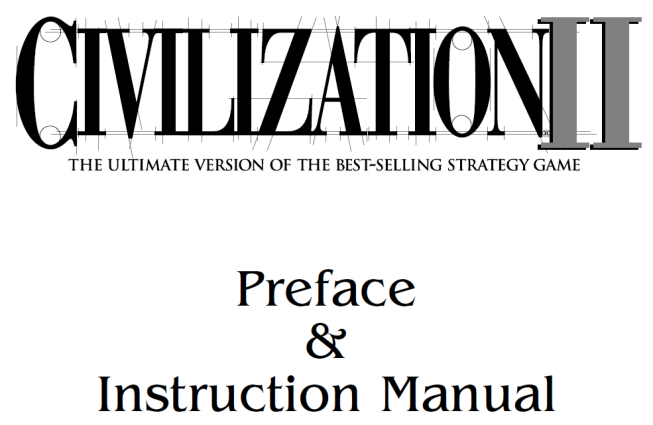 CIVILIZATION II
THE ULTIMATE VERSION OF THE BEST-SELLING STRATEGY GAME
Preface
&
Instruction Manual